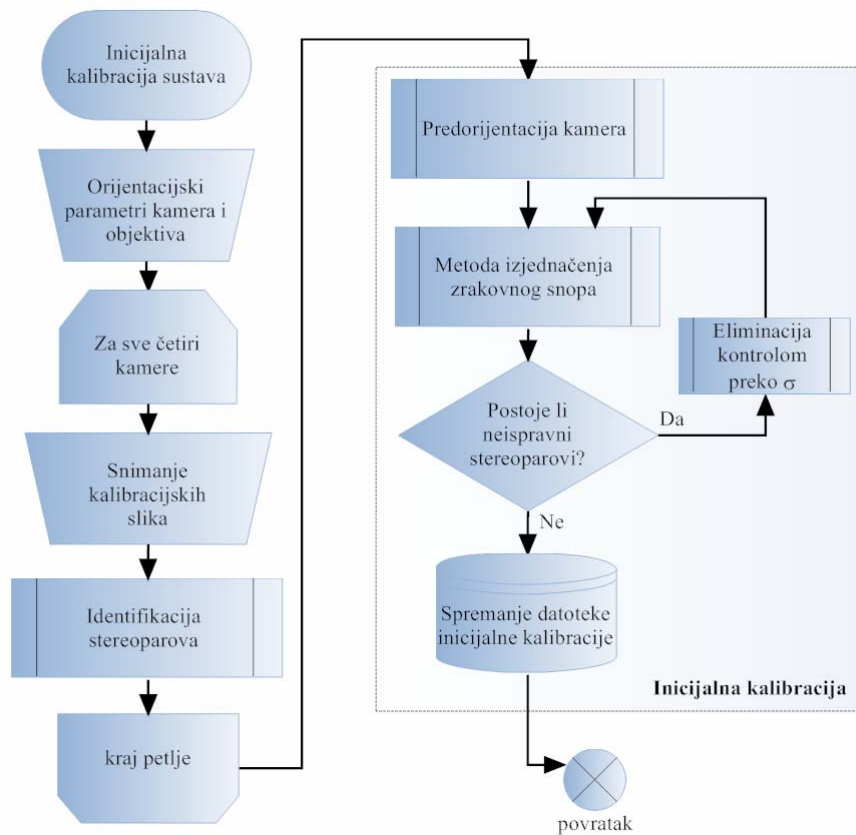 Inicijalna
kalibracija sustava
Orijentacijski
parametri kamera i
objektiva
Za sve četiri
kamere
Snimanje
kalibracijskih
slika
Identifikacija
stereoparova
kraj petlje
Predorijentacija kamera
Metoda izjednačenja
zrakovnog snopa
Eliminacija
kontrolom
preko σ
Postoje li
neispravni
stereoparovi?
Da
Ne
Spremanje datoteke
inicijalne kalibracije
Inicijalna kalibracija
povratak